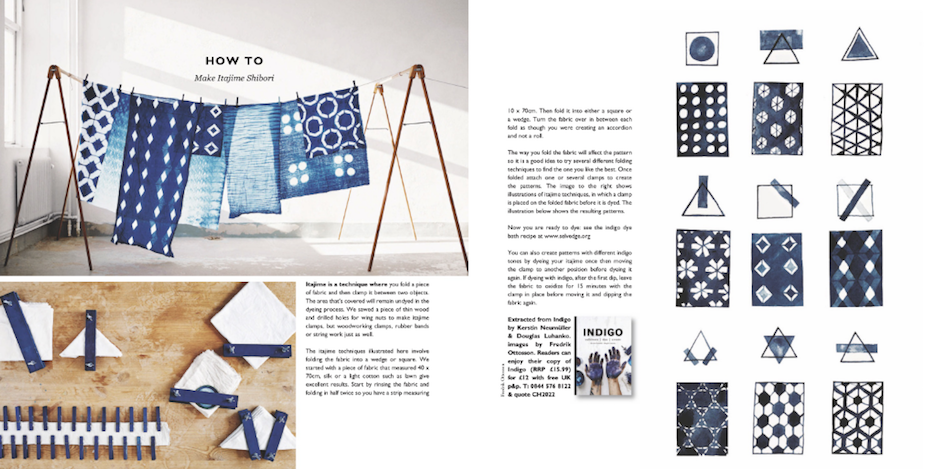 HOW TO
Make Itajime Shibori
Itajime is a technique where you fold a piece
of fabric and then clamp it between two objects.
The area that's covered will remain undyed in the
dyeing process. We sawed a piece of thin wood
and drilled holes for wing nuts to make itajime
clamps, but woodworking clamps, rubber bands
or string work just as well.
The itajime techniques illustrated here involve
folding the fabric into a wedge or square. We
started with a piece of fabric that measured 40 x
70cm, silk or a light cotton such as lawn give
excellent results. Start by rinsing the fabric and
folding in half twice so you have a strip measuring
10 x 70cm. Then fold it into either a square or
a wedge. Turn the fabric over in between each
fold as though you were creating an accordion
and not a roll.
The way you fold the fabric will affect the pattern
so it is a good idea to try several different folding
techniques to find the one you like the best. Once
folded attach one or several clamps to create
the patterns. The image to the right shows
illustrations of itajime techniques, in which a clamp
is placed on the folded fabric before it is dyed. The
illustration below shows the resulting patterns.
Now you are ready to dye: see the indigo dye
bath recipe at www.selvedge.org
You can also create patterns with different indigo
tones by dyeing your itajime once then moving
the clamp to another position before dyeing it
again. If dyeing with indigo, after the first dip, leave
the fabric to oxidize for 15 minutes with the
clamp in place before moving it and dipping the
fabric again.
Extracted from Indigo
by Kerstin Neumüller
& Douglas Luhanko,
images by Fredrik
Ottosson. Readers can
enjoy their copy of
Indigo (RRP £15.99)
for £12 with free UK
p&p. T: 0844 576 8122
& quote CH2022
Fredrik Ottosson
INDIGO